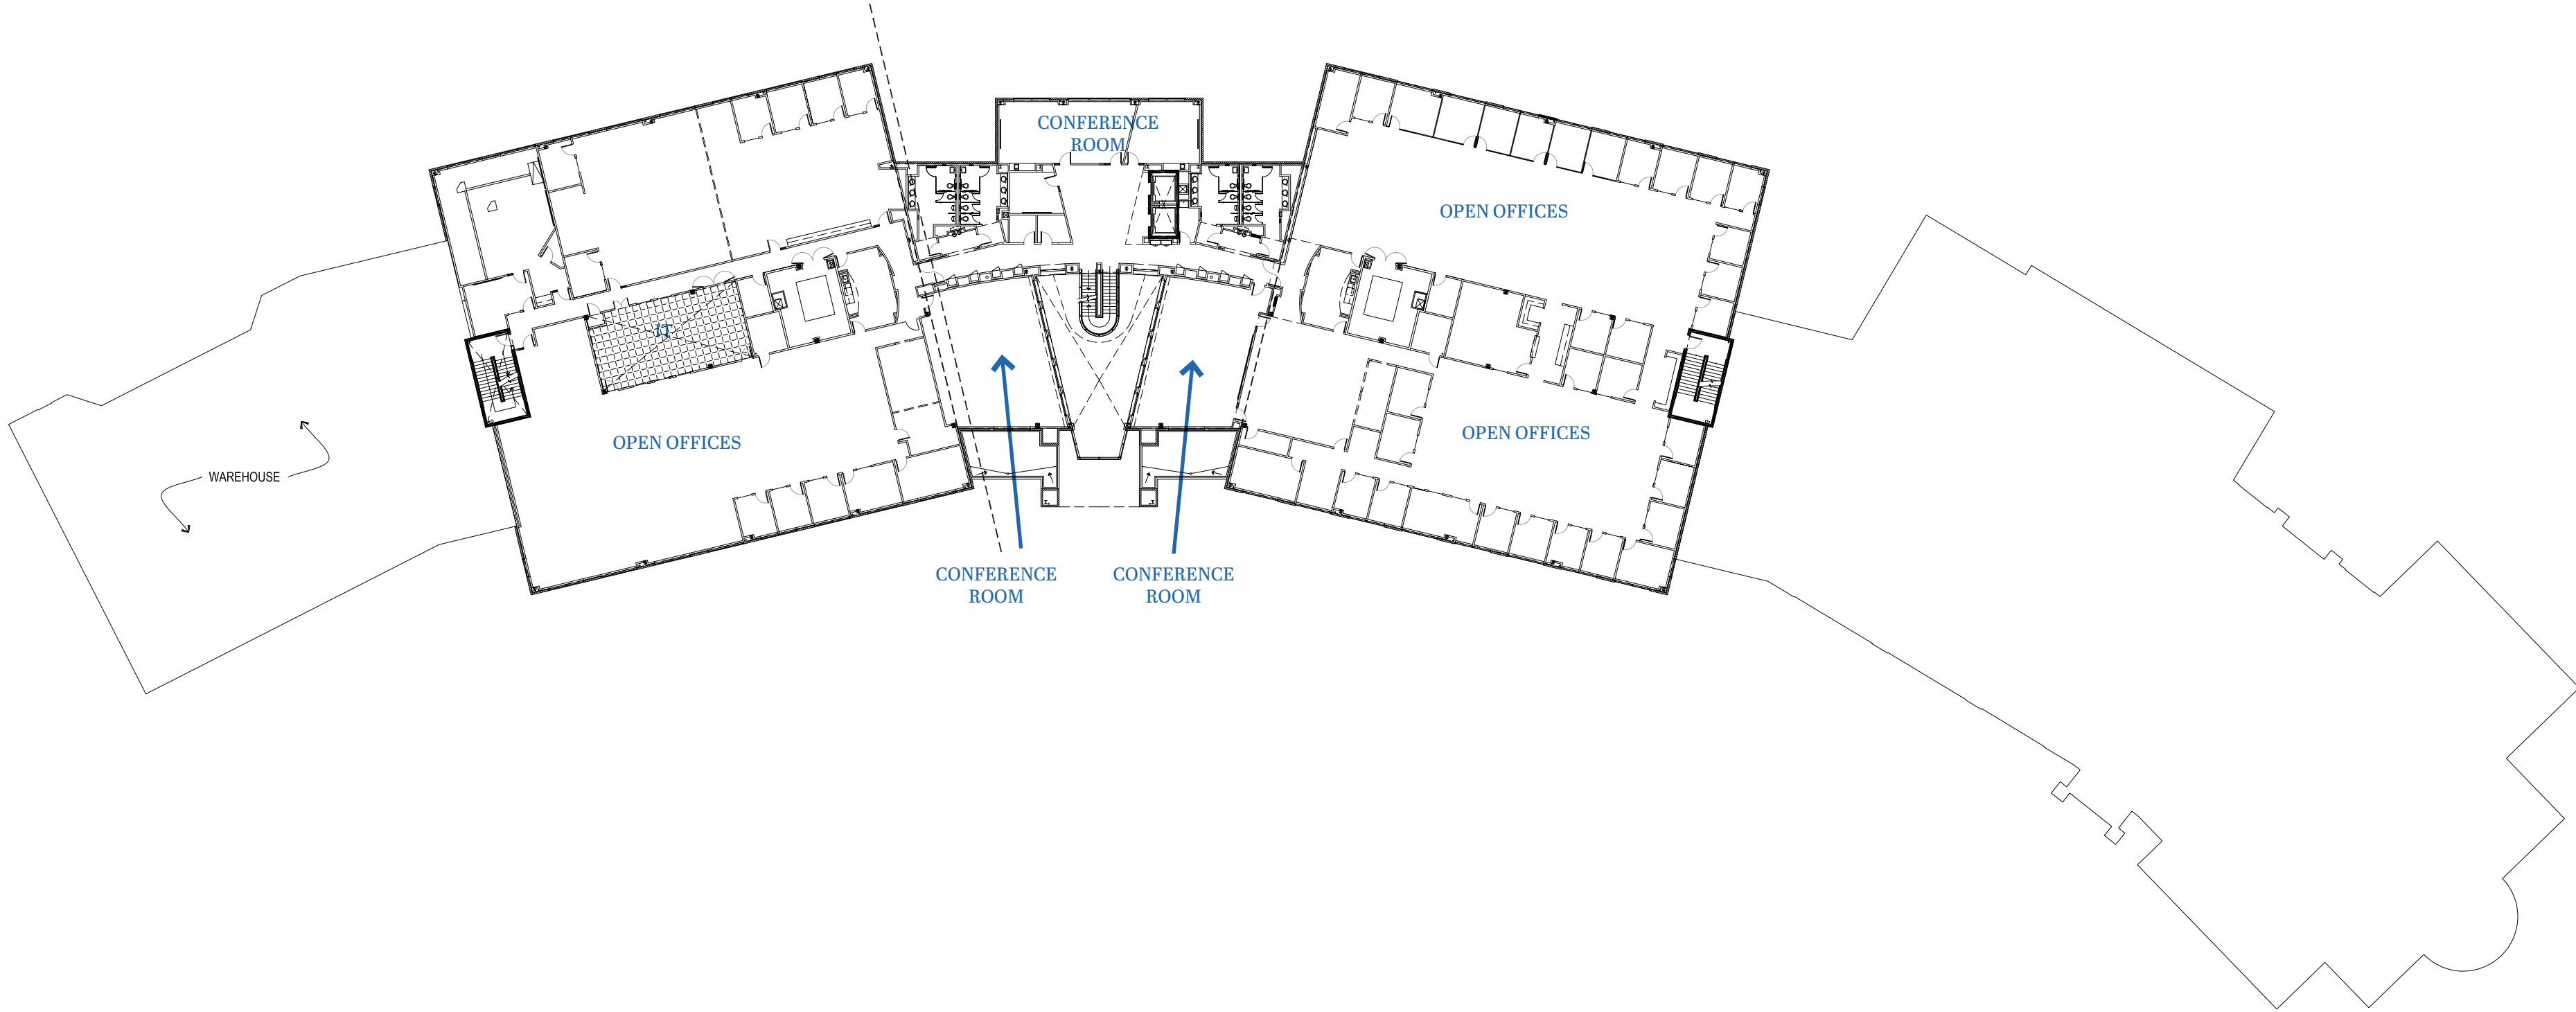 CONFERENCE
ROOM
OPEN OFFICES
IT
OPEN OFFICES
OPEN OFFICES
WAREHOUSE
CONFERENCE
ROOM
CONFERENCE
ROOM